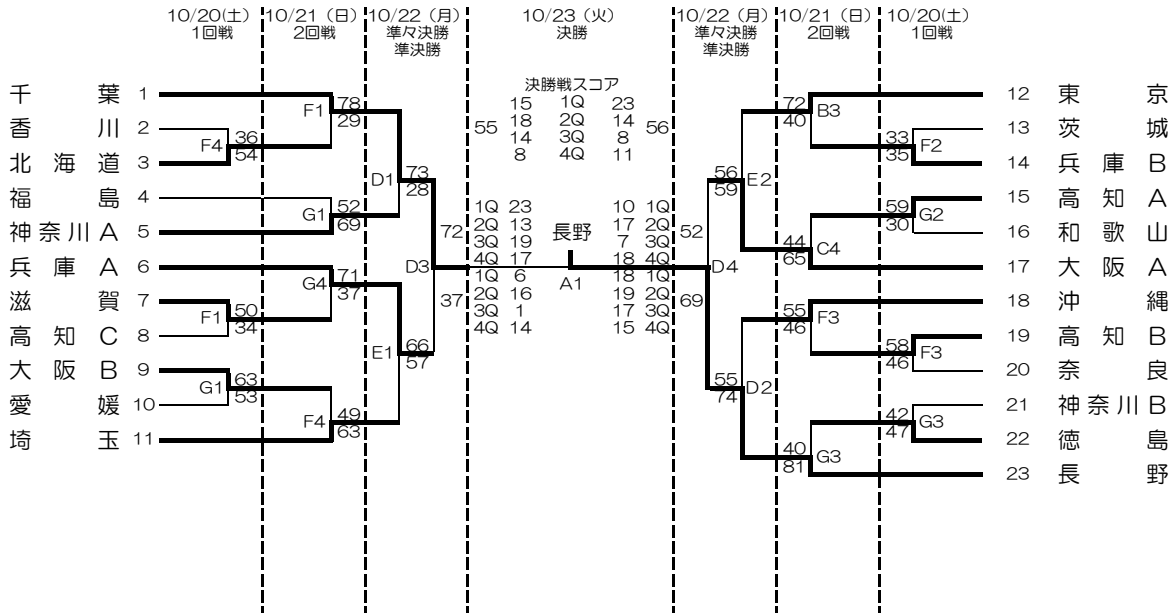 10/20(土) 10/21（日） 10/22（月） 10/23（火） 10/22（月） 10/21（日） 10/20(土)
1回戦 2回戦 準々決勝 決勝 準々決勝 2回戦 1回戦
準決勝 準決勝
決勝戦スコア
15 1Q 23
18 2Q 14
55 56
14 3Q 8
8 4Q 11
千葉 1
香川 2
北海道 3
福島 4
神奈川A 5
兵庫A 6
滋賀 7
高知C 8
大阪B 9
愛媛 10
埼玉 11
F4 36 54
F1 50 34
G1 63 53
F1 78 29
G1 52 69
G4 71 37
F4 49 63
D1 73 28
E1 66 57
D3 72 37
1Q 23
2Q 13
3Q 19
4Q 17
1Q 6
2Q 16
3Q 1
4Q 14
長野
A1
10 1Q
17 2Q
7 3Q
18 4Q
18 1Q
19 2Q
17 3Q
15 4Q
52 69 D4
56 59 E2
55 74 D2
72 40 B3
44 65 C4
55 46 F3
40 81 G3
33 35 F2
59 30 G2
58 46 F3
42 47 G3
12 東京
13 茨城
14 兵庫B
15 高知A
16 和歌山
17 大阪A
18 沖縄
19 高知B
20 奈良
21 神奈川B
22 徳島
23 長野